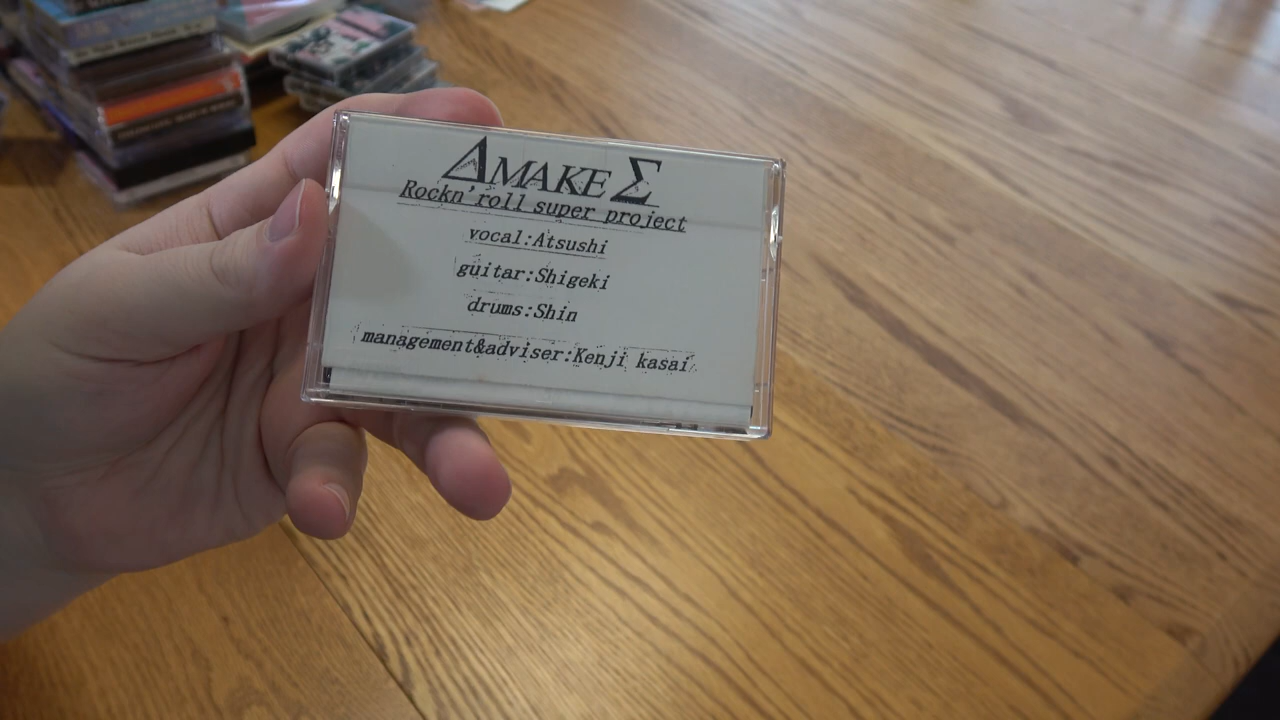 ΔMAKE Σ
Rockn'roll super project
vocal:Atsushi
guitar:Shigeki
drums:Shin
management&adviser:Kenji kasai